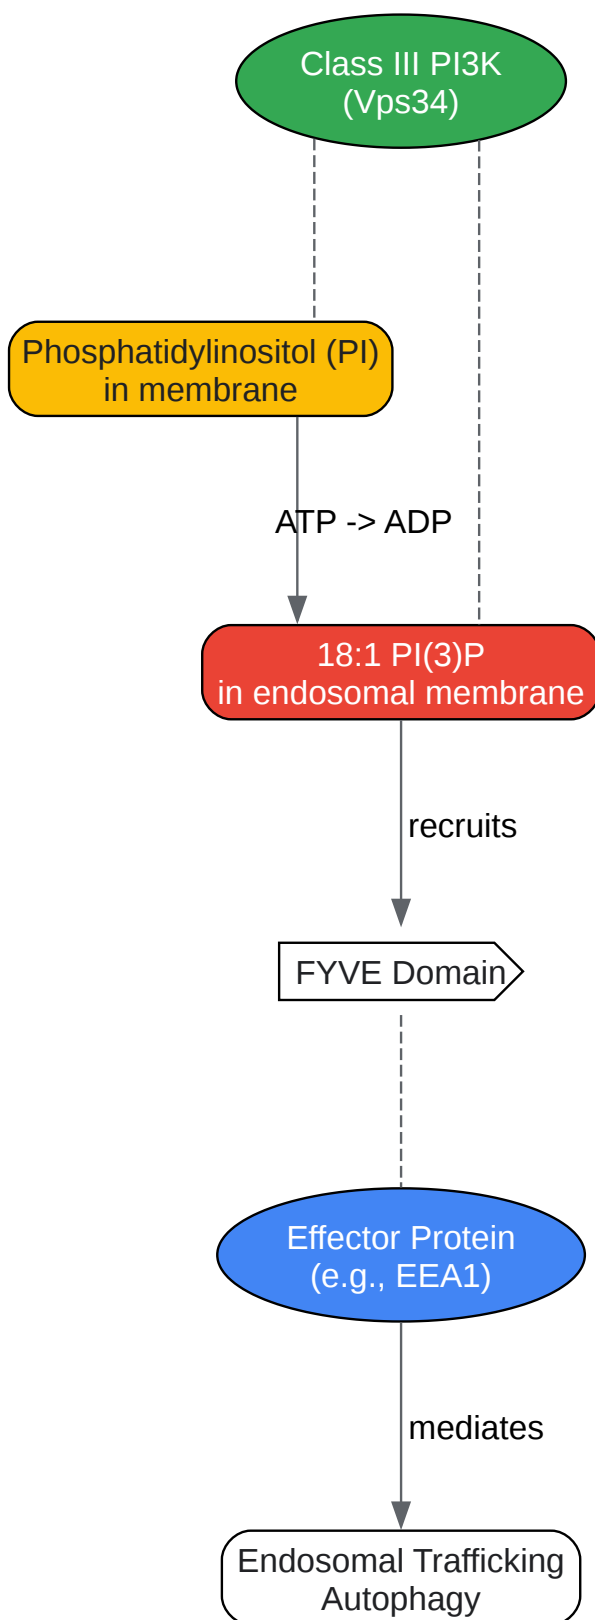 Class III PI3K
(Vps34)
Phosphatidylinositol (PI)
in membrane
ATP -> ADP
18:1 PI(3)P
in endosomal membrane
recruits
FYVE Domain
Effector Protein
(e.g., EEA1)
mediates
Endosomal Trafficking
Autophagy